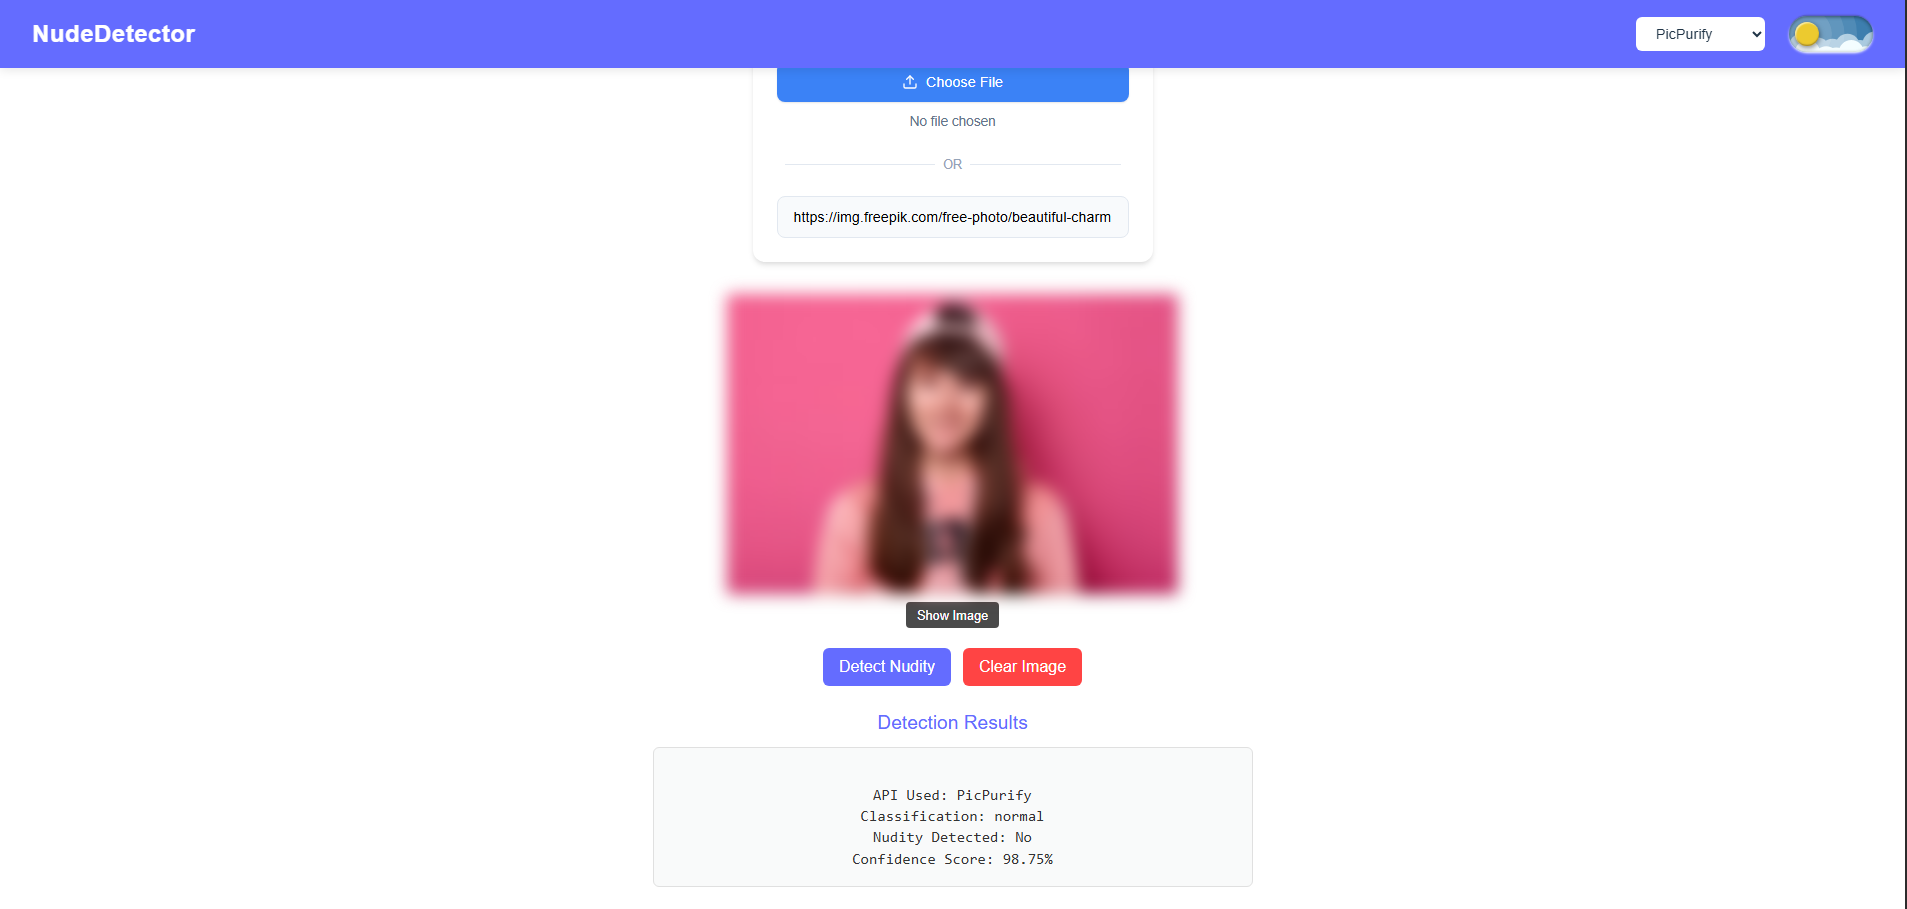 NudeDetector
PicPurify
Choose File
No file chosen
OR
https://img.freepik.com/free-photo/beautiful-charm
Show Image
Detect Nudity
Clear Image
Detection Results
API Used: PicPurify
Classification: normal
Nudity Detected: No
Confidence Score: 98.75%